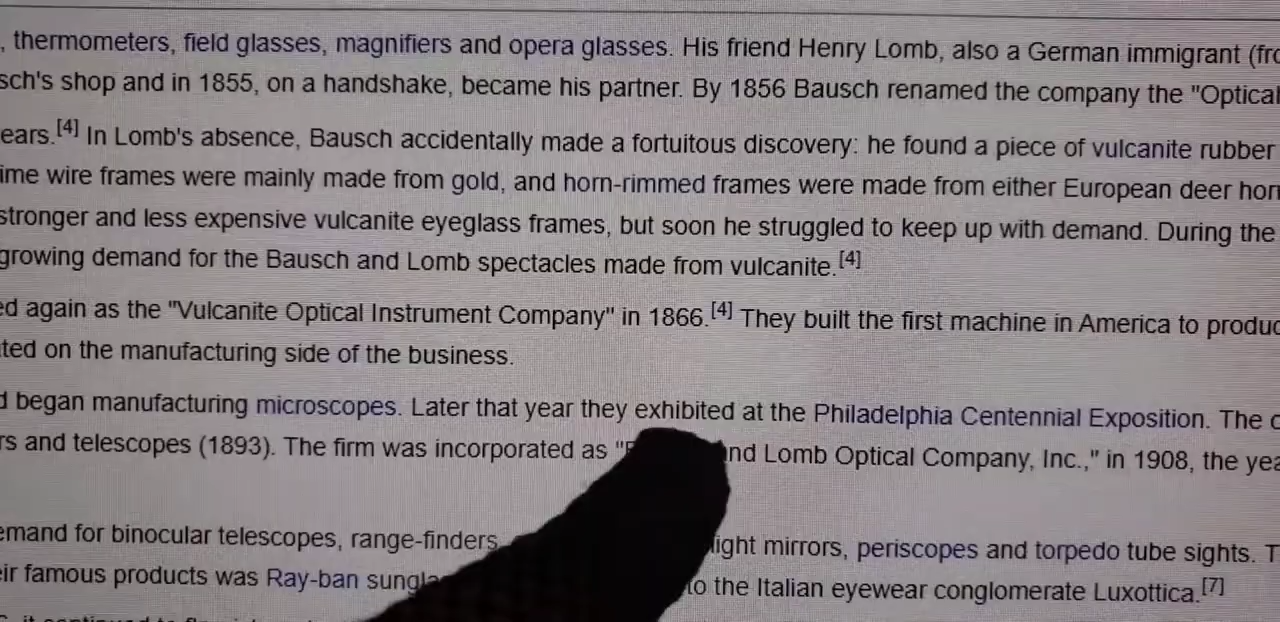 , thermometers, field glasses, magnifiers and opera glasses. His friend Henry Lomb, also a German immigrant (fro
sch's shop and in 1855, on a handshake, became his partner. By 1856 Bausch renamed the company the "Optical
ears.[4] In Lomb's absence, Bausch accidentally made a fortuitous discovery: he found a piece of vulcanite rubber
ime wire frames were mainly made from gold, and horn-rimmed frames were made from either European deer horn
stronger and less expensive vulcanite eyeglass frames, but soon he struggled to keep up with demand. During the
growing demand for the Bausch and Lomb spectacles made from vulcanite.[4]
ed again as the "Vulcanite Optical Instrument Company" in 1866.[4] They built the first machine in America to produc
ted on the manufacturing side of the business.
d began manufacturing microscopes. Later that year they exhibited at the Philadelphia Centennial Exposition. The c
rs and telescopes (1893). The firm was incorporated as " nd Lomb Optical Company, Inc.," in 1908, the yea
emand for binocular telescopes, range-finders light mirrors, periscopes and torpedo tube sights. T
eir famous products was Ray-ban sungla to the Italian eyewear conglomerate Luxottica.[7]